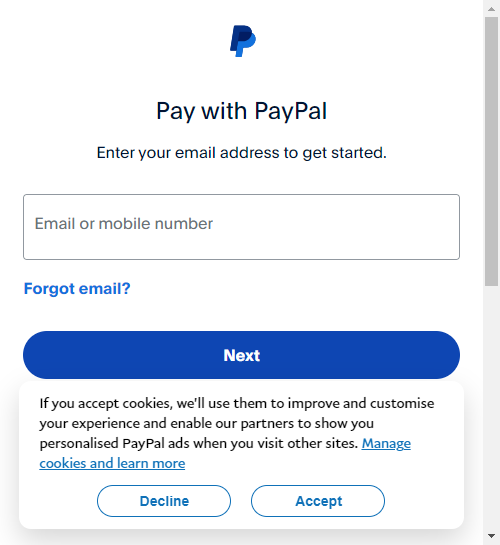 Pay with PayPal
Enter your email address to get started.
Email or mobile number
Forgot email?
Next
If you accept cookies, we'll use them to improve and customise
your experience and enable our partners to show you
personalised PayPal ads when you visit other sites. Manage
cookies and learn more
Decline
Accept